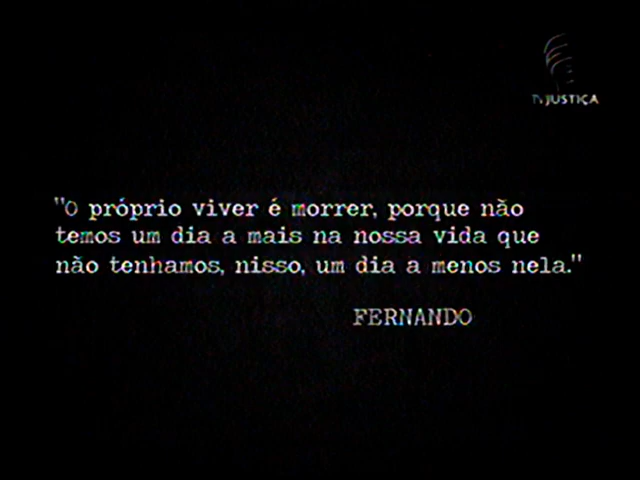 TV JUSTIÇA
"O próprio viver é morrer, porque não
temos um dia a mais na nossa vida que
não tenhamos, nisso, um dia a menos nela."
FERNANDO